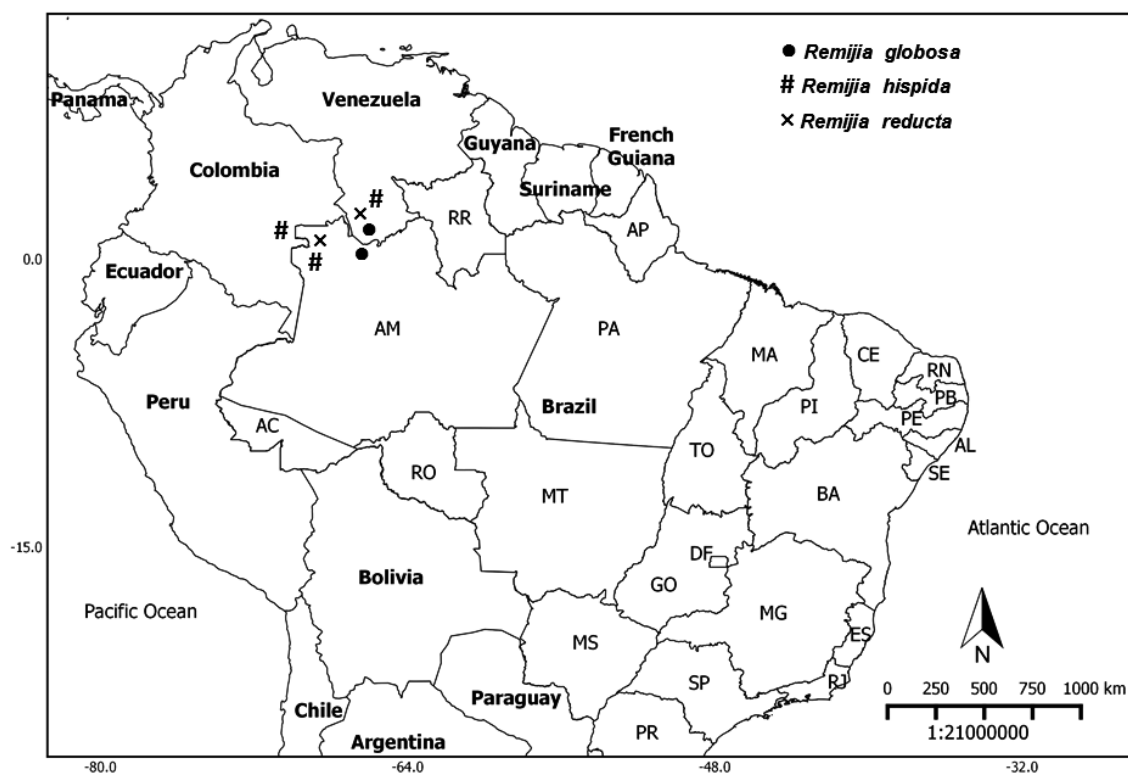 ● Remijia globosa
# Remijia hispida
× Remijia reducta
Panama
Venezuela
Guyana
French
Guiana
Suriname
Colombia
RR
AP
0.0
Ecuador
AM
PA
MA
CE
RN
PB
PI
PE
AL
SE
Peru
Brazil
AC
RO
TO
MT
BA
-15.0
Atlantic Ocean
DF
GO
Bolivia
Pacific Ocean
MG
ES
MS
N
SP
RJ
Paraguay
Chile
PR
Argentina
0 250 500 750 1000 km
1:21000000
-80.0
-64.0
-48.0
-32.0